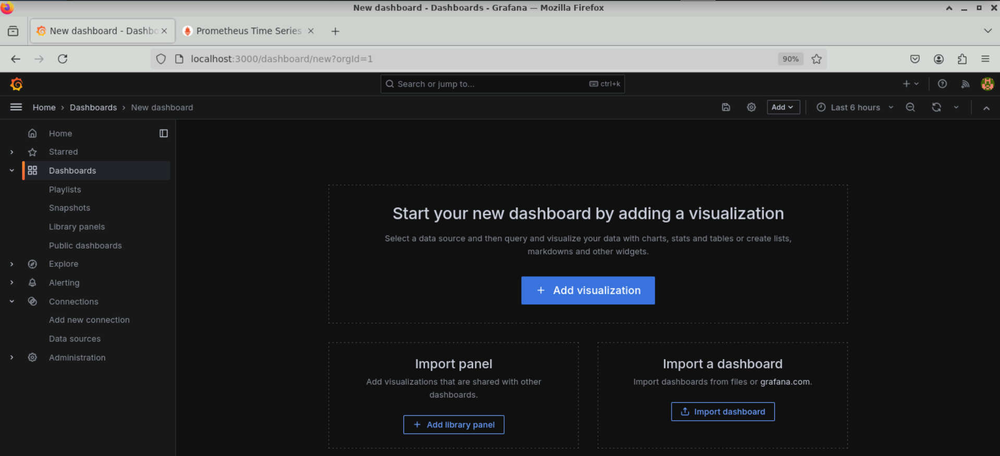 New dashboard - Dashboards - Grafana — Mozilla Firefox
New dashboard - Dashbo
Prometheus Time Series
localhost:3000/dashboard/new?orgId=1
90%
Search or jump to...
ctrl+k
Home › Dashboards › New dashboard
Add
Last 6 hours
Home
Starred
Dashboards
Playlists
Snapshots
Library panels
Public dashboards
Explore
Alerting
Connections
Add new connection
Data sources
Administration
Start your new dashboard by adding a visualization
Select a data source and then query and visualize your data with charts, stats and tables or create lists,
markdowns and other widgets.
+ Add visualization
Import panel
Add visualizations that are shared with other
dashboards.
+ Add library panel
Import a dashboard
Import dashboards from files or grafana.com.
Import dashboard